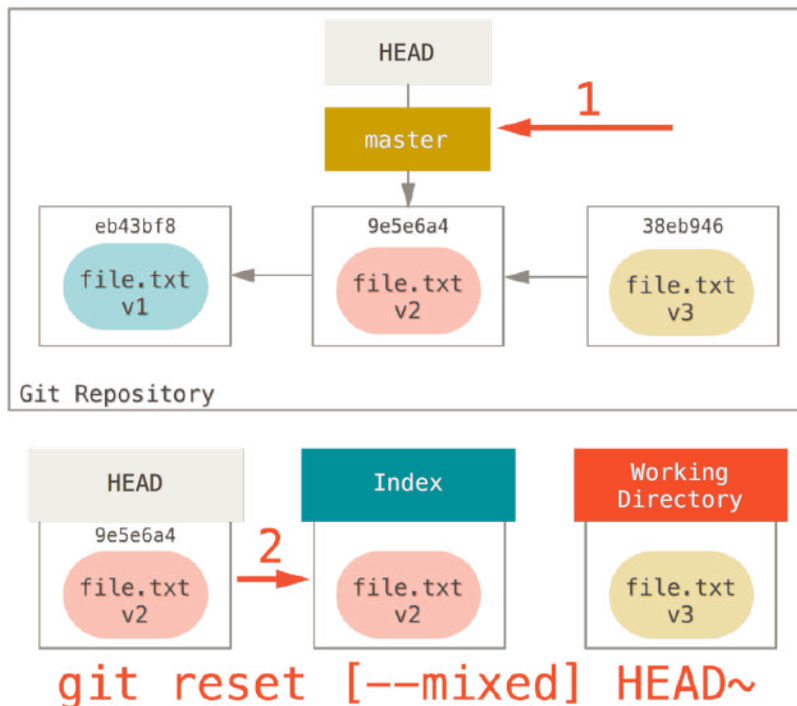 HEAD
1
master
eb43bf8
9e5e6a4
38eb946
file.txt
v1
file.txt
v2
file.txt
v3
Git Repository
HEAD
Index
Working
Directory
9e5e6a4
2
file.txt
v2
file.txt
v2
file.txt
v3
git reset [--mixed] HEAD~